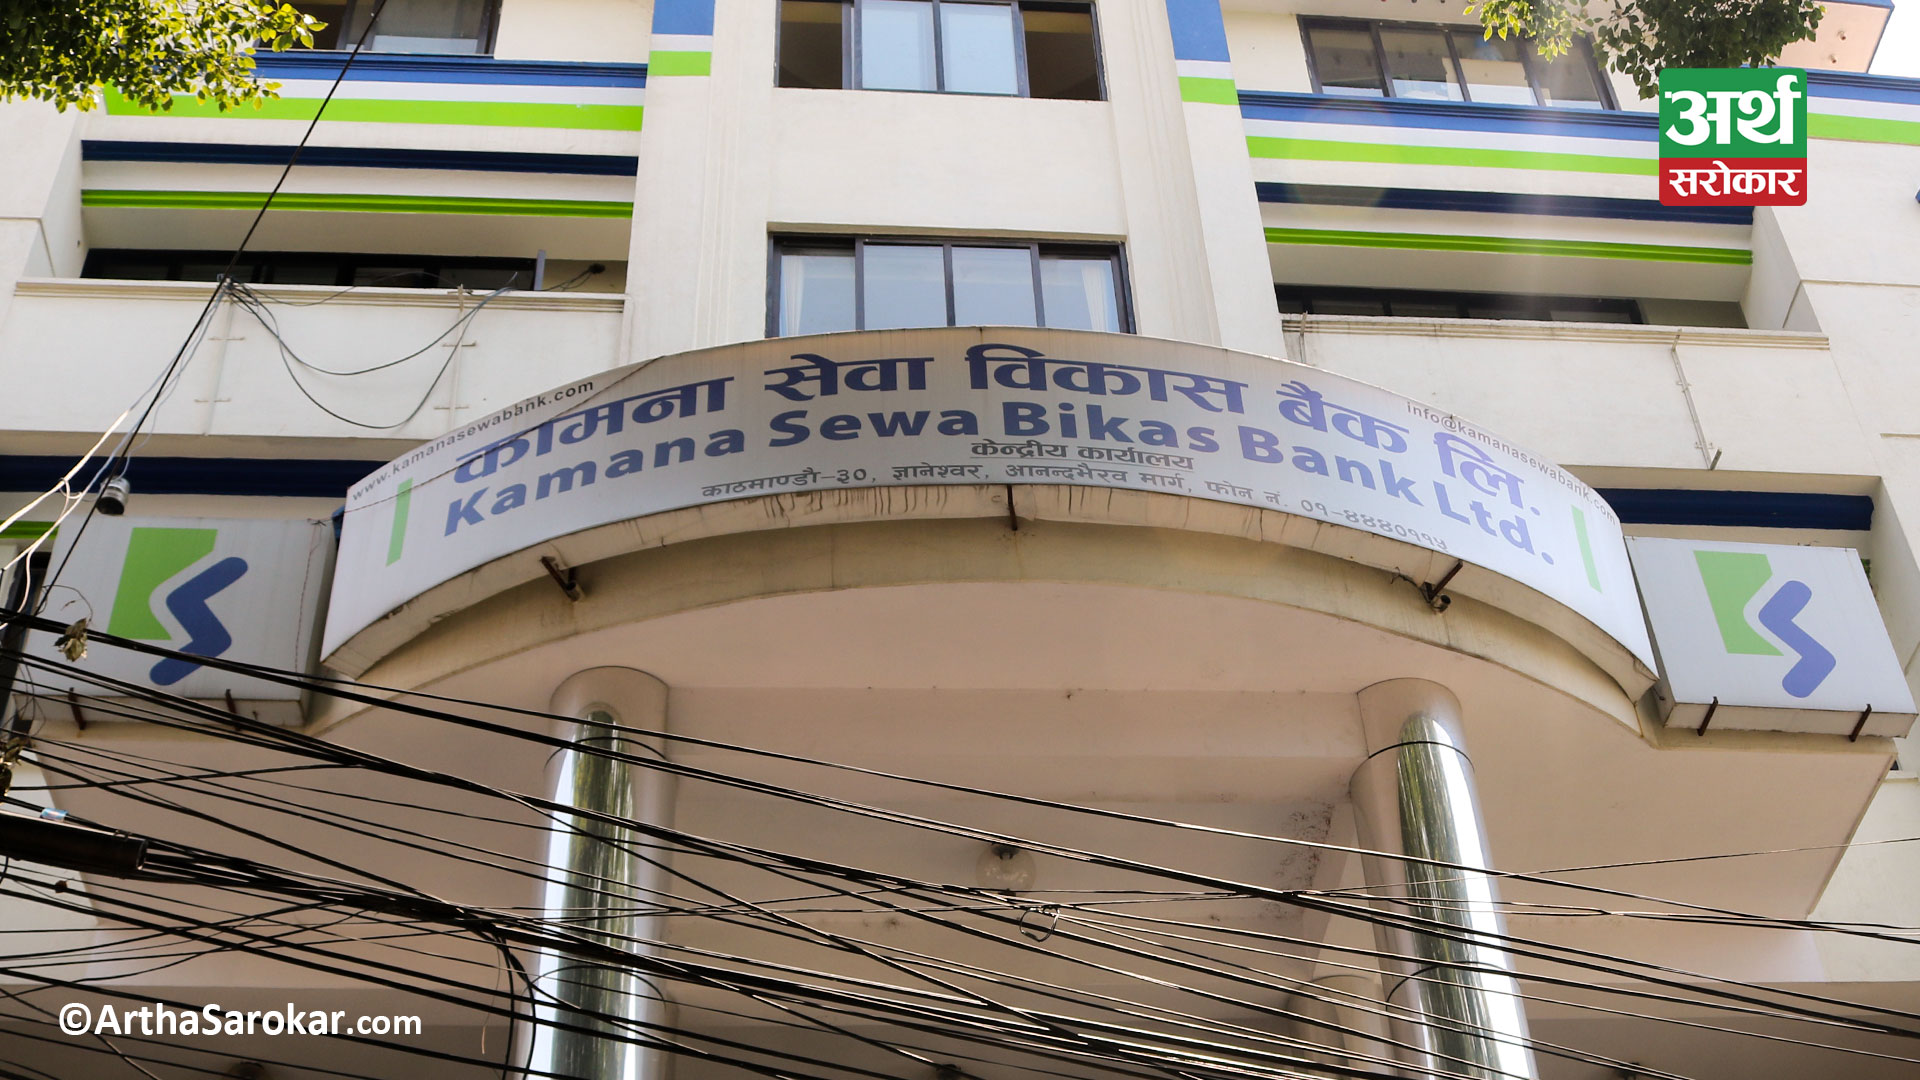 अर्थ
सरोकार
www.kamanasewabank.com
info@kamanasewabank.com
कामना सेवा विकास बैंक लि.
Kamana Sewa Bikas Bank Ltd.
केन्द्रीय कार्यालय
काठमाण्डौ-३०, ज्ञानेश्वर, आनन्दभैरव मार्ग, फोन नं. ०१-४४४०११५
©ArthaSarokar.com